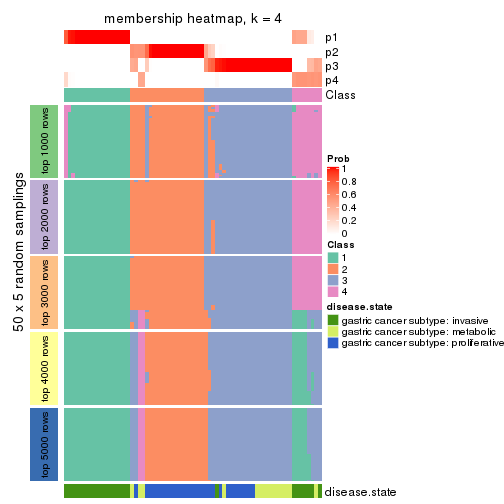 membership heatmap, k = 4
p1
p2
p3
p4
Class
50 x 5 random samplings
top 1000 rows
top 2000 rows
top 3000 rows
top 4000 rows
top 5000 rows
disease.state
Prob
1
0.8
0.6
0.4
0.2
0
Class
1
2
3
4
disease.state
gastric cancer subtype: invasive
gastric cancer subtype: metabolic
gastric cancer subtype: proliferative